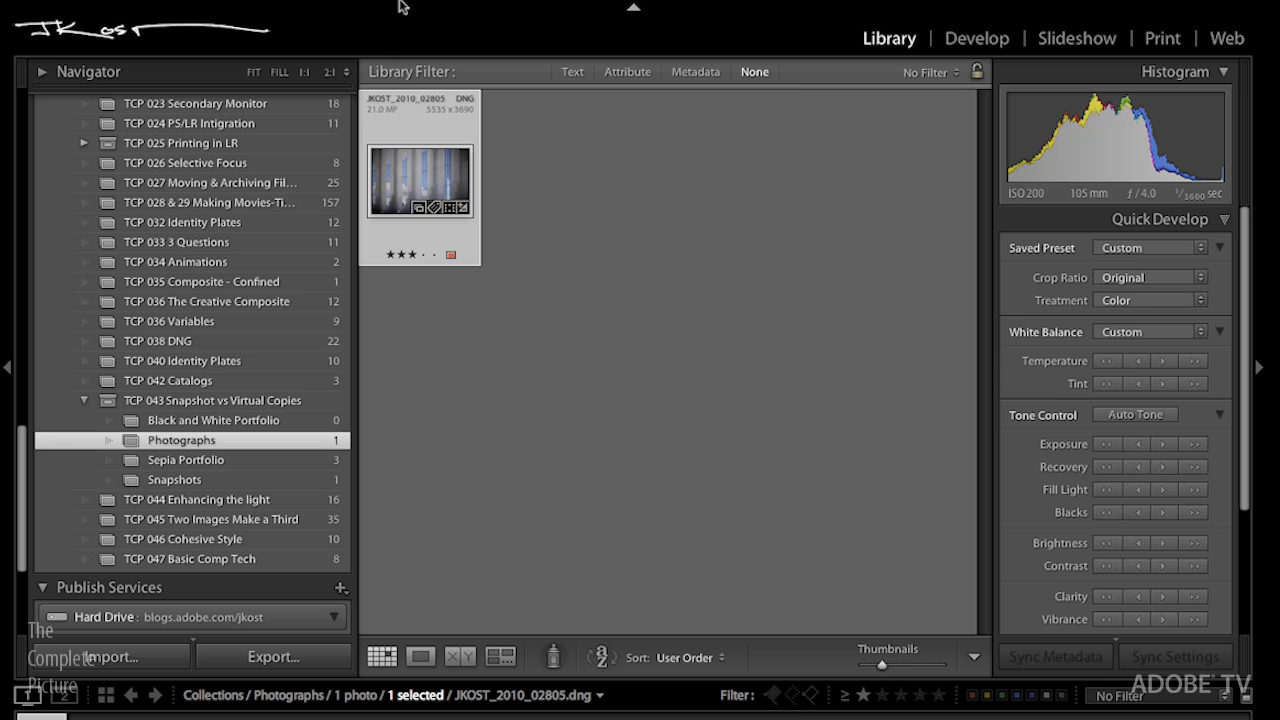 JKost
Library | Develop | Slideshow | Print | Web
Navigator FIT FILL 1:1 2:1
Library Filter : Text Attribute Metadata None No Filter
Histogram
TCP 023 Secondary Monitor 18
TCP 024 PS/LR Intigration 11
TCP 025 Printing in LR
TCP 026 Selective Focus 8
TCP 027 Moving & Archiving Fil... 25
TCP 028 & 29 Making Movies-Ti... 157
TCP 032 Identity Plates 12
TCP 033 3 Questions 11
TCP 034 Animations 2
TCP 035 Composite - Confined 1
TCP 036 The Creative Composite 12
TCP 036 Variables 9
TCP 038 DNG 22
TCP 040 Identity Plates 10
TCP 042 Catalogs 3
TCP 043 Snapshot vs Virtual Copies
Black and White Portfolio 0
Photographs 1
Sepia Portfolio 3
Snapshots 1
TCP 044 Enhancing the light 16
TCP 045 Two Images Make a Third 35
TCP 046 Cohesive Style 10
TCP 047 Basic Comp Tech 8
Publish Services
Hard Drive : blogs.adobe.com/jkost
Import... Export...
The
Complete
Picture
JKOST_2010_02805 DNG
21.0 MP 5535 x 3690
ISO 200 105 mm ƒ / 4.0 1/1600 sec
Quick Develop
Saved Preset Custom
Crop Ratio Original
Treatment Color
White Balance Custom
Temperature
Tint
Tone Control Auto Tone
Exposure
Recovery
Fill Light
Blacks
Brightness
Contrast
Clarity
Vibrance
Sync Metadata Sync Settings
XY Sort: User Order Thumbnails
1 2 Collections / Photographs / 1 photo / 1 selected / JKOST_2010_02805.dng Filter : ≥ No Filter
ADOBE TV